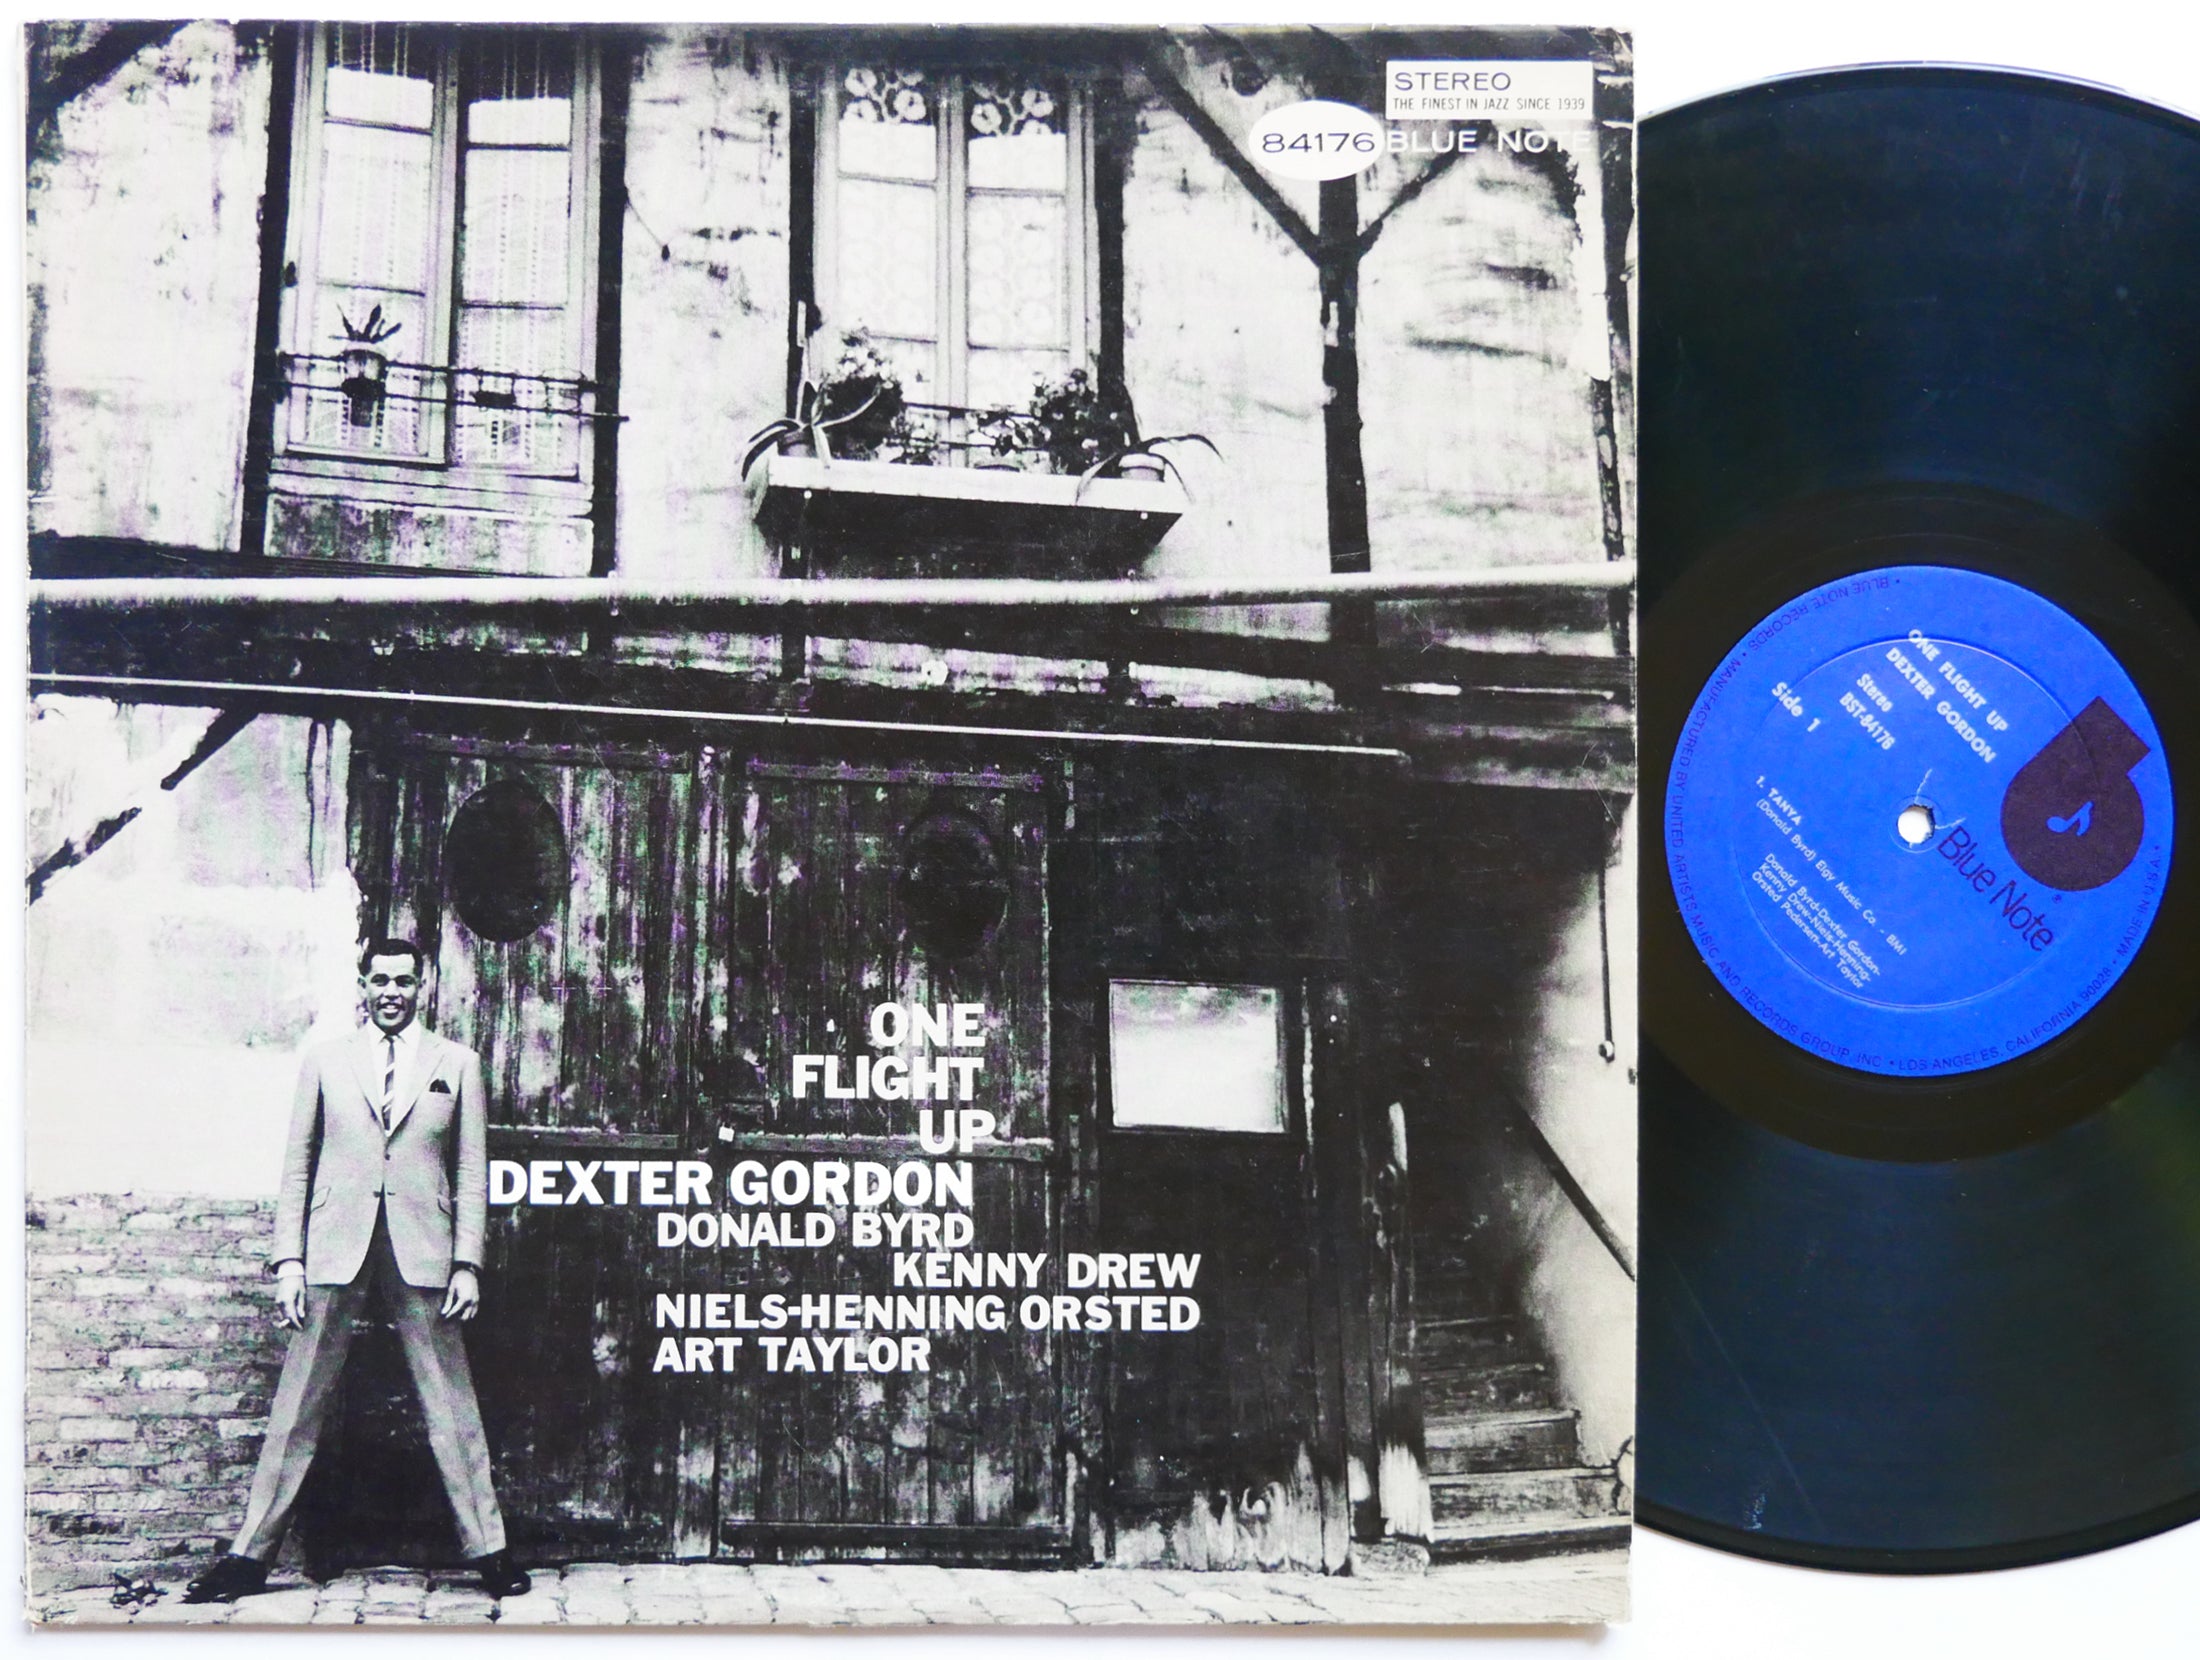 STEREO
THE FINEST IN JAZZ SINCE 1939
84176 BLUE NOTE
ONE
FLIGHT
UP
DEXTER GORDON
DONALD BYRD
KENNY DREW
NIELS-HENNING ORSTED
ART TAYLOR
ONE FLIGHT UP
DEXTER GORDON
Stereo
BST-84176
Side 1
1. TANYA
(Donald Byrd) Elgy Music Co. - BMI
Donald Byrd-Dexter Gordon-
Kenny Drew-Niels-Henning-
Orsted Pedersen-Art Taylor
Blue Note®
• BLUE NOTE RECORDS • MANUFACTURED BY UNITED ARTISTS MUSIC AND RECORDS GROUP, INC • LOS ANGELES, CALIFORNIA 90028 • MADE IN U.S.A.